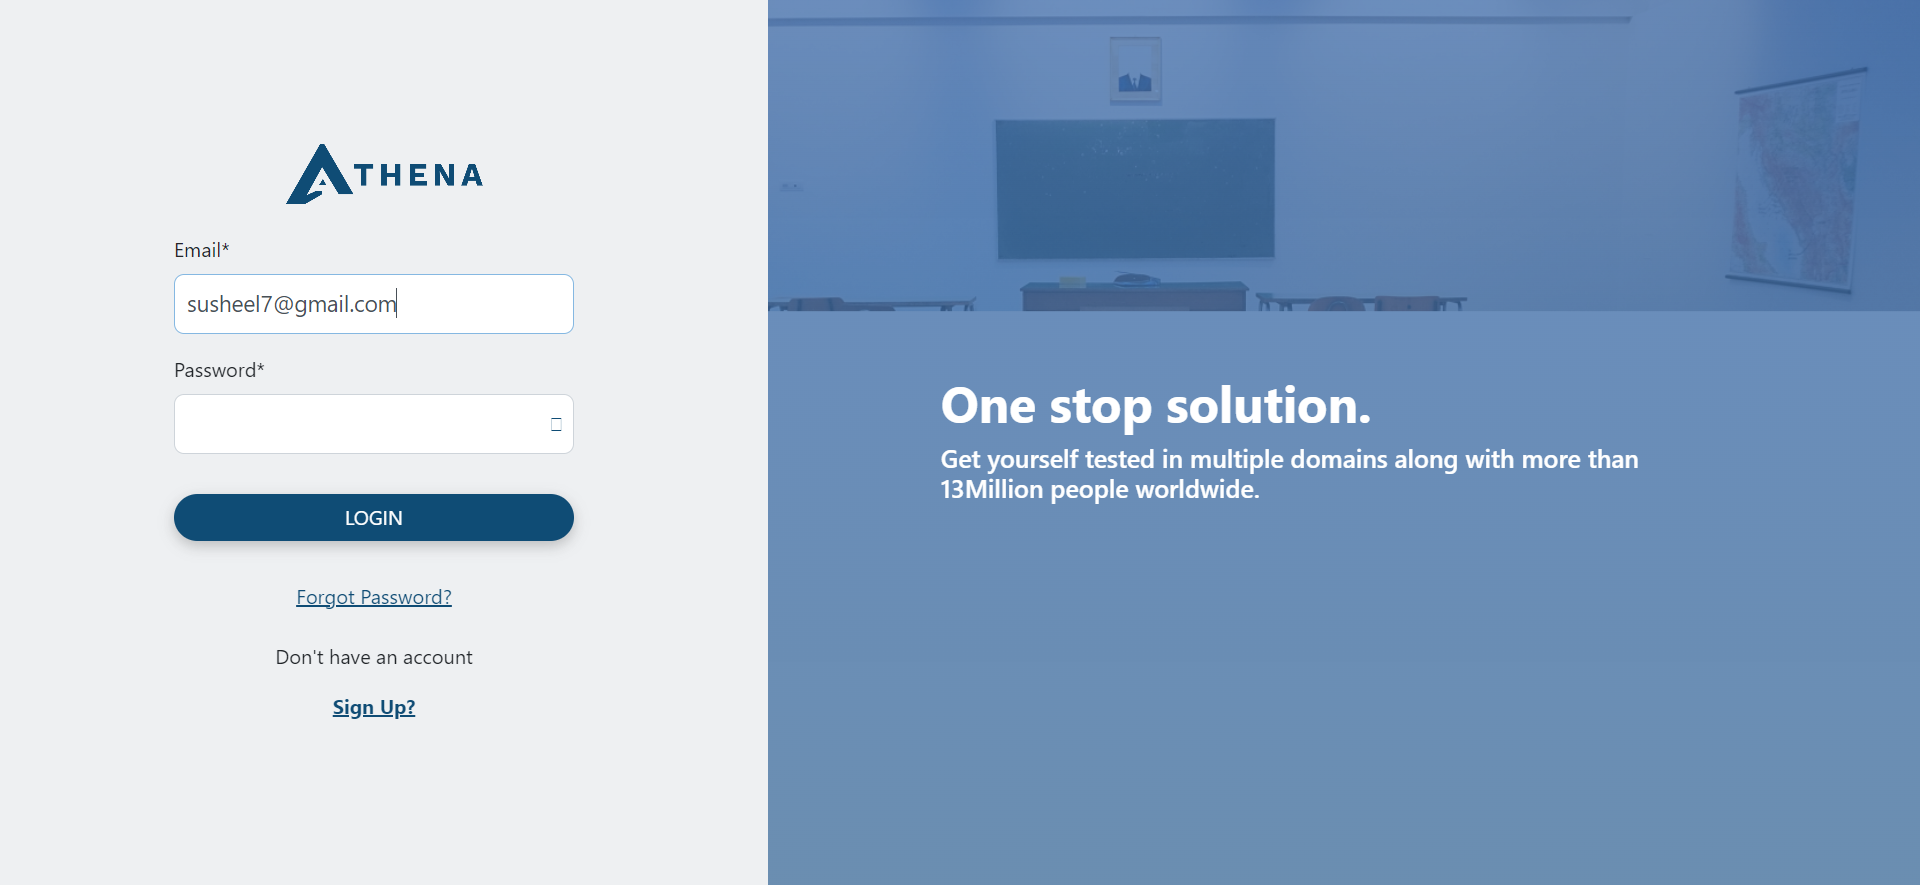 ATHENA
Email*
susheel7@gmail.com
Password*
LOGIN
Forgot Password?
Don't have an account
Sign Up?
One stop solution.
Get yourself tested in multiple domains along with more than
13Million people worldwide.